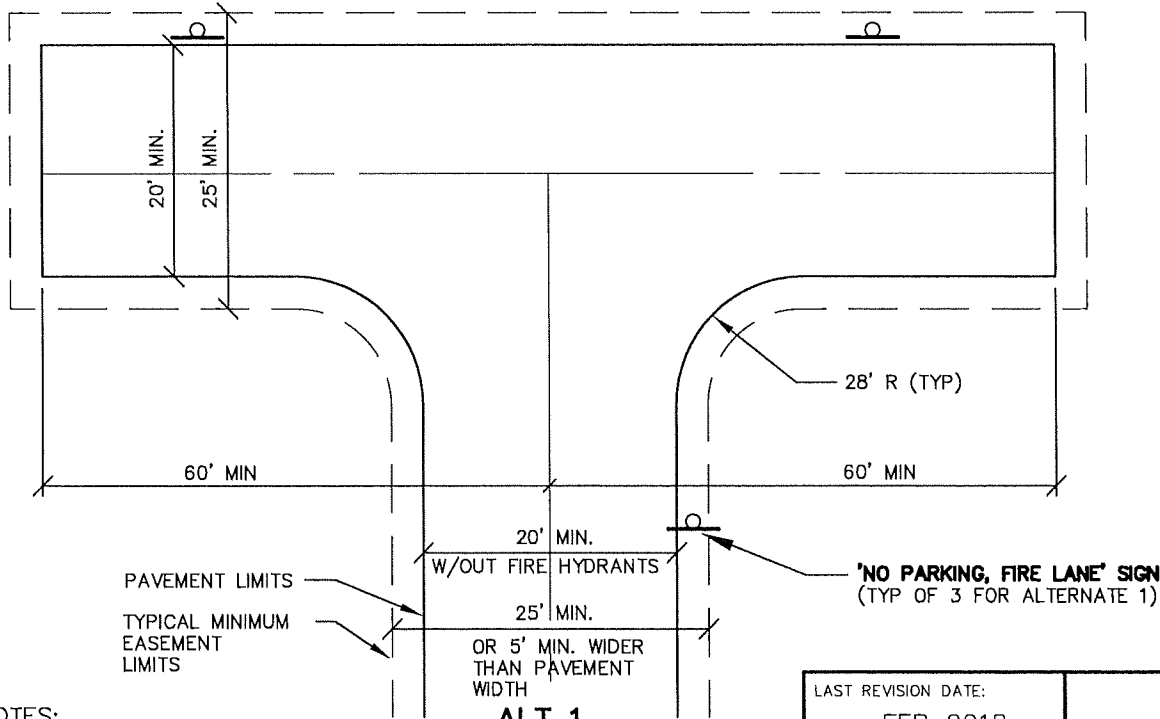 20' MIN.
25' MIN.
28' R (TYP)
60' MIN
60' MIN
20' MIN.
W/OUT FIRE HYDRANTS
PAVEMENT LIMITS
'NO PARKING, FIRE LANE' SIGN
(TYP OF 3 FOR ALTERNATE 1)
TYPICAL MINIMUM
EASEMENT
LIMITS
25' MIN.
OR 5' MIN. WIDER
THAN PAVEMENT
WIDTH
LAST REVISION DATE:
ALT 1